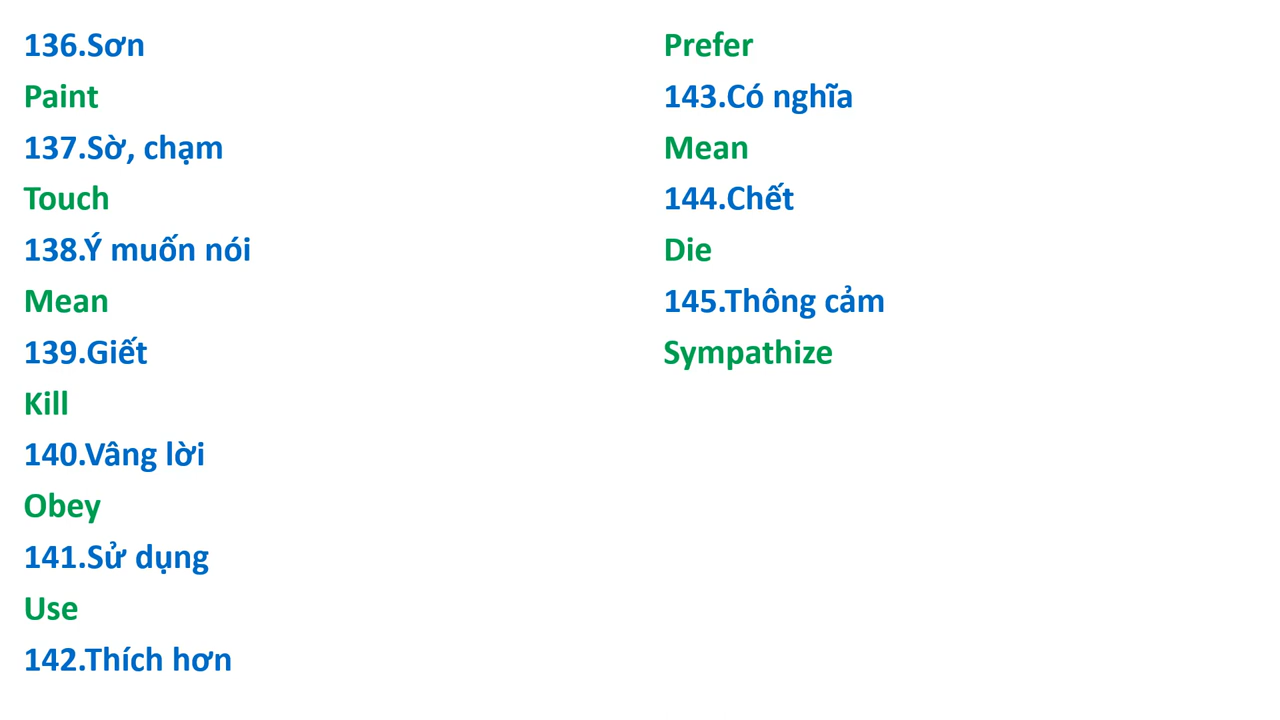 136.Sơn
Paint
137.Sờ, chạm
Touch
138.Ý muốn nói
Mean
139.Giết
Kill
140.Vâng lời
Obey
141.Sử dụng
Use
142.Thích hơn
Prefer
143.Có nghĩa
Mean
144.Chết
Die
145.Thông cảm
Sympathize